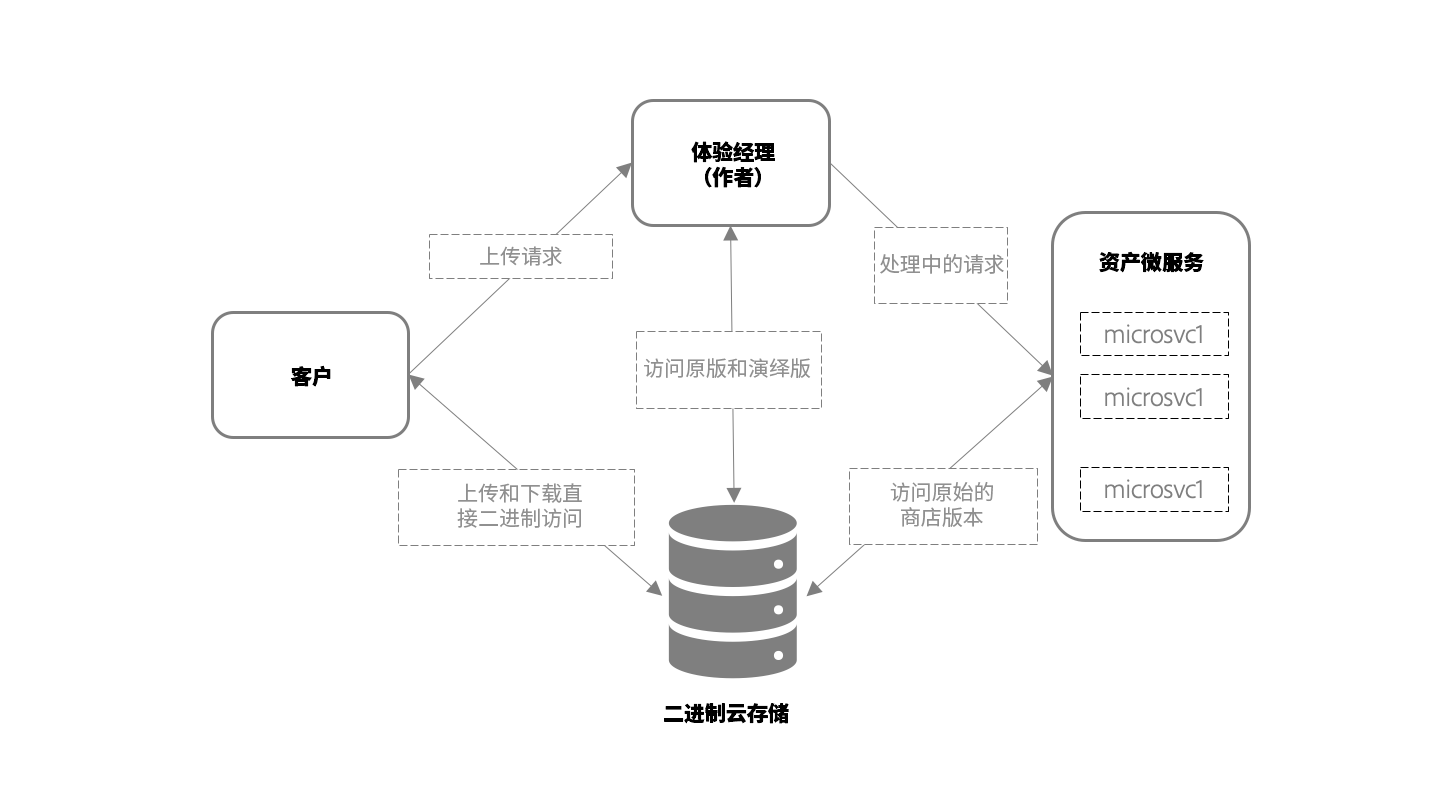 体验经理
（作者）
上传请求
处理中的请求
资产微服务
microsvc1
microsvc1
microsvc1
客户
访问原版和演绎版
上传和下载直
接二进制访问
访问原始的
商店版本
二进制云存储